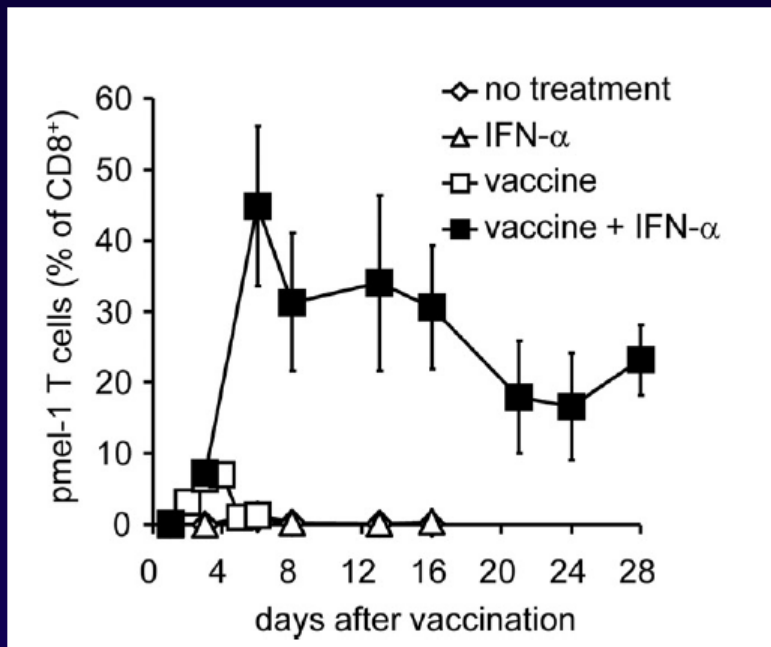 pmel-1 T cells (% of CD8⁺)
60
50
40
30
20
10
0
no treatment
IFN-α
vaccine
vaccine + IFN-α
0 4 8 12 16 20 24 28
days after vaccination